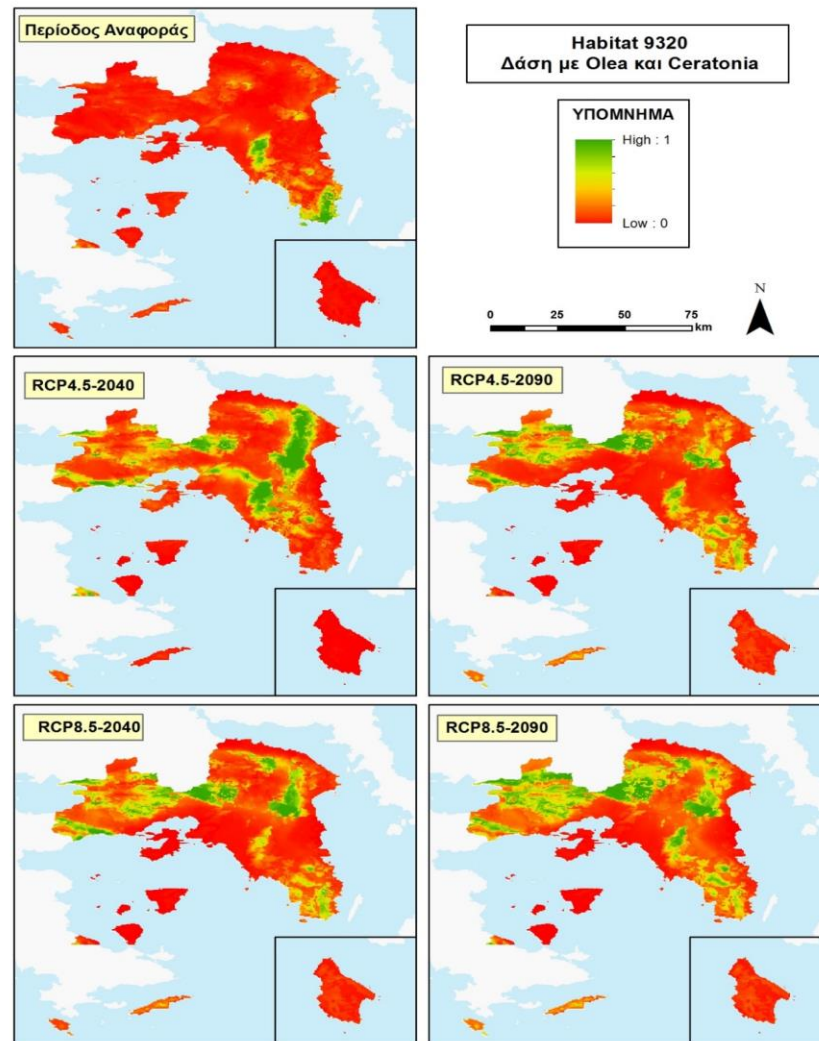 Περίοδος Αναφοράς
Habitat 9320
Δάση με Olea και Ceratonia
ΥΠΟΜΝΗΜΑ
High : 1
Low : 0
N
0 25 50 75
km
RCP4.5-2040
RCP4.5-2090
RCP8.5-2040
RCP8.5-2090